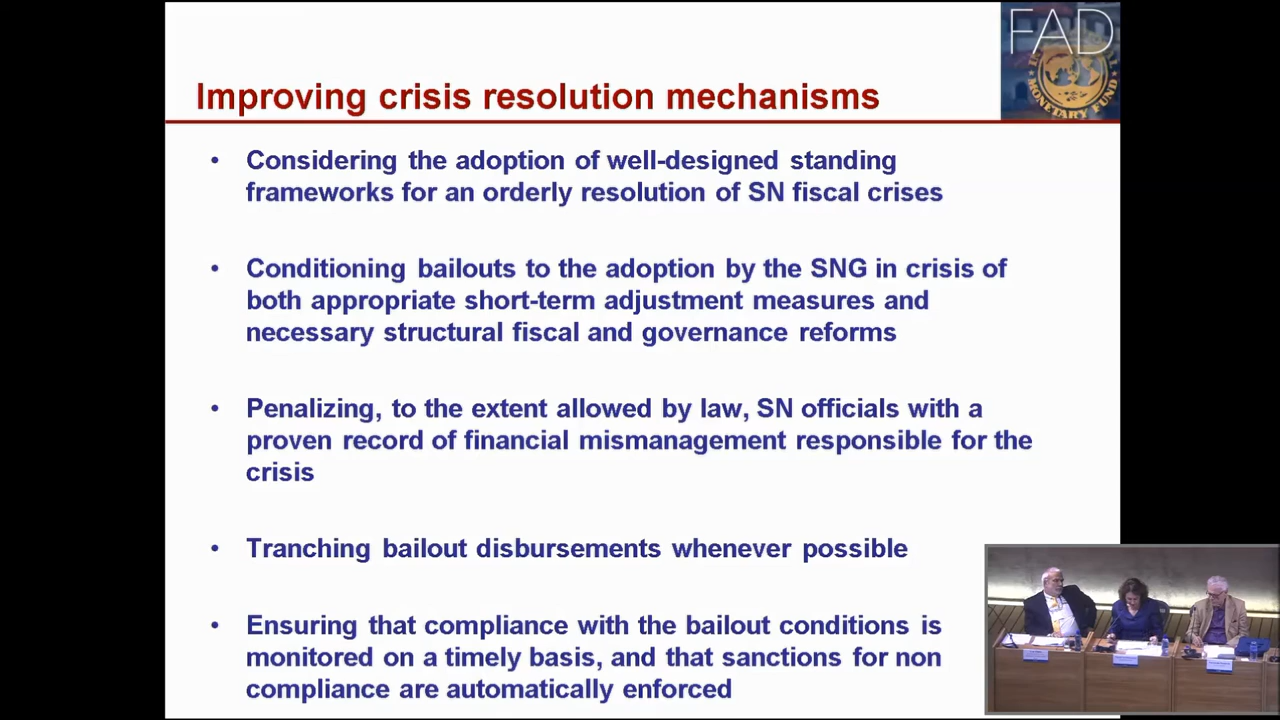 FAD
MONETARY FUND
Improving crisis resolution mechanisms
• Considering the adoption of well-designed standing
frameworks for an orderly resolution of SN fiscal crises
• Conditioning bailouts to the adoption by the SNG in crisis of
both appropriate short-term adjustment measures and
necessary structural fiscal and governance reforms
• Penalizing, to the extent allowed by law, SN officials with a
proven record of financial mismanagement responsible for the
crisis
• Tranching bailout disbursements whenever possible
• Ensuring that compliance with the bailout conditions is
monitored on a timely basis, and that sanctions for non
compliance are automatically enforced